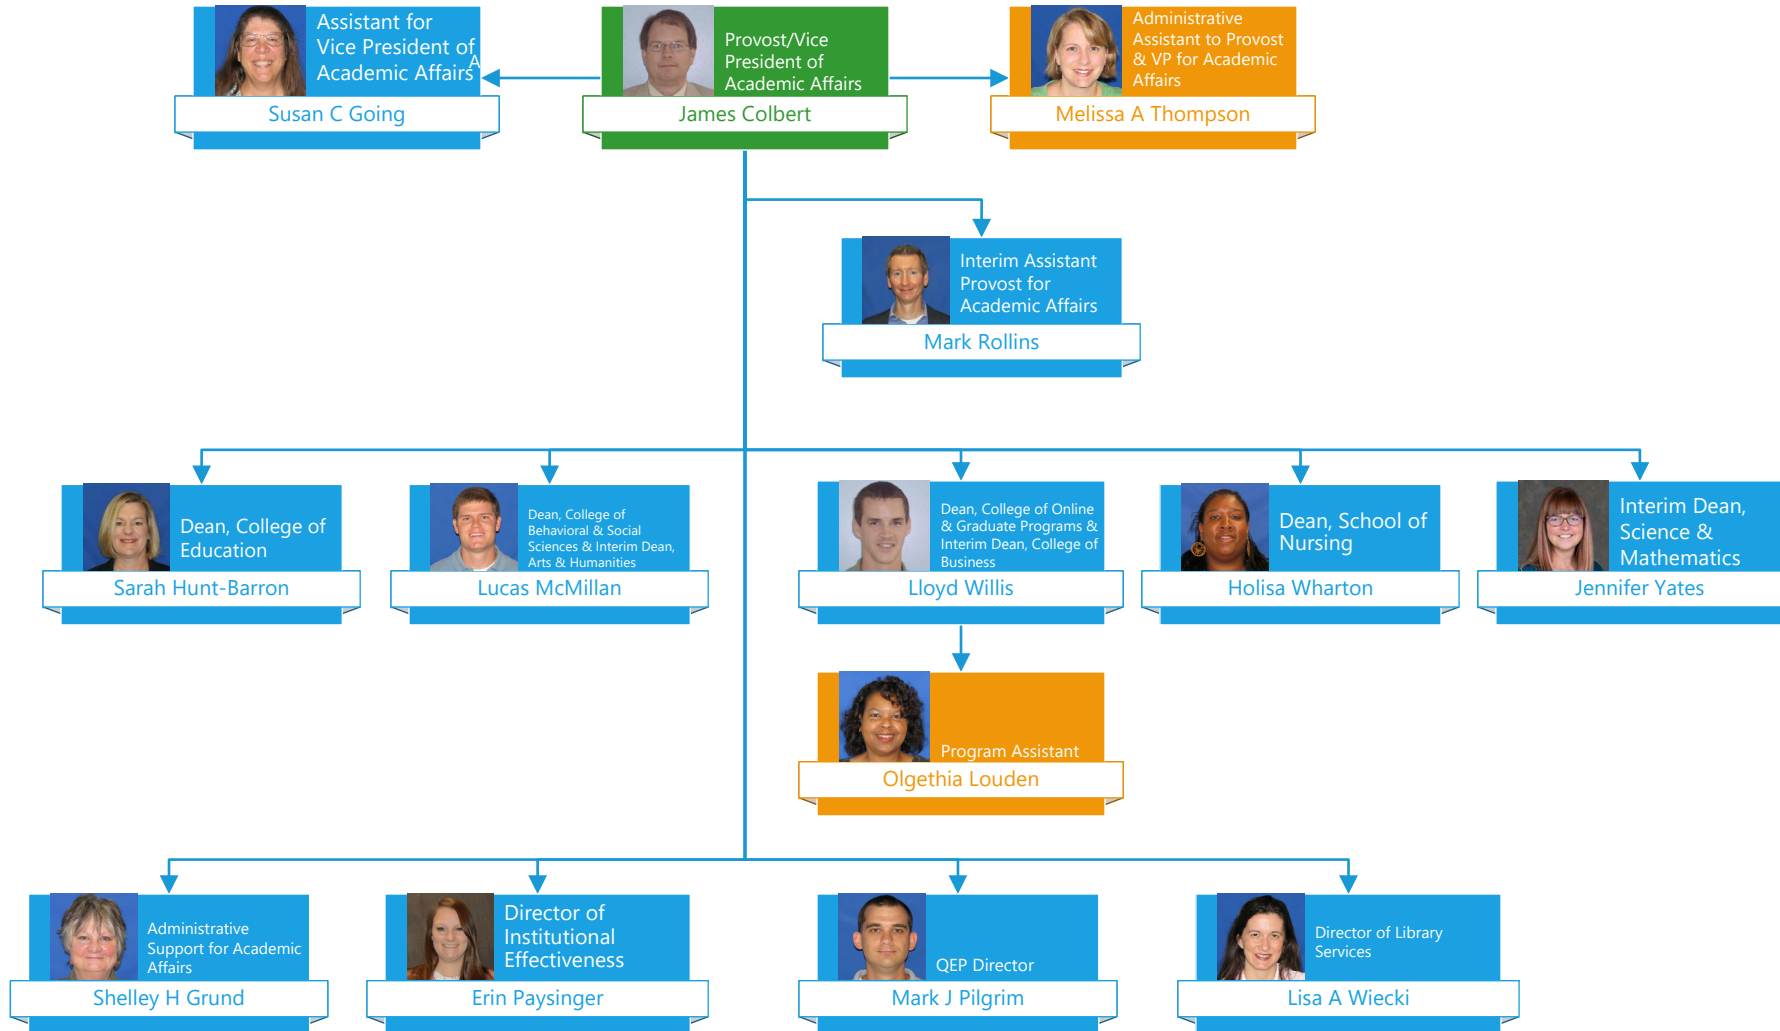 Assistant for
Vice President of
A
Academic Affairs
Susan C Going
Provost/Vice
President of
Academic Affairs
James Colbert
Administrative
Assistant to Provost
& VP for Academic
Affairs
Melissa A Thompson
Interim Assistant
Provost for
Academic Affairs
Mark Rollins
Dean, College of
Education
Sarah Hunt-Barron
Dean, College of
Behavioral & Social
Sciences & Interim Dean,
Arts & Humanities
Lucas McMillan
Dean, College of Online
& Graduate Programs &
Interim Dean, College of
Business
Lloyd Willis
Dean, School of
Nursing
Holisa Wharton
Interim Dean,
Science &
Mathematics
Jennifer Yates
Program Assistant
Olgethia Louden
Administrative
Support for Academic
Affairs
Shelley H Grund
Director of
Institutional
Effectiveness
Erin Paysinger
QEP Director
Mark J Pilgrim
Director of Library
Services
Lisa A Wiecki